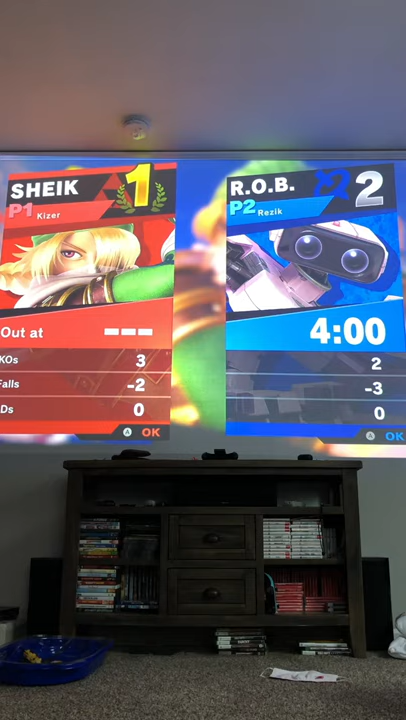 SHEIK
1
P1 Kizer
Out at
---
KOs 3
Falls -2
Ds 0
A OK
R.O.B.
2
P2 Rezik
4:00
2
-3
0
A OK